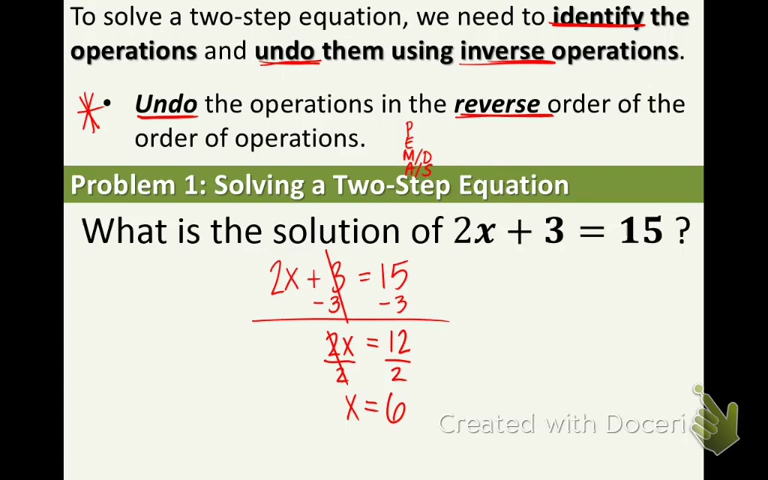 To solve a two-step equation, we need to identify the
operations and undo them using inverse operations.
* • Undo the operations in the reverse order of the
order of operations.
P
E
M/D
A/S
Problem 1: Solving a Two-Step Equation
What is the solution of 2x + 3 = 15 ?
2x + 3 = 15
-3 -3
2x = 12
2 2
x = 6
Created with Doceri